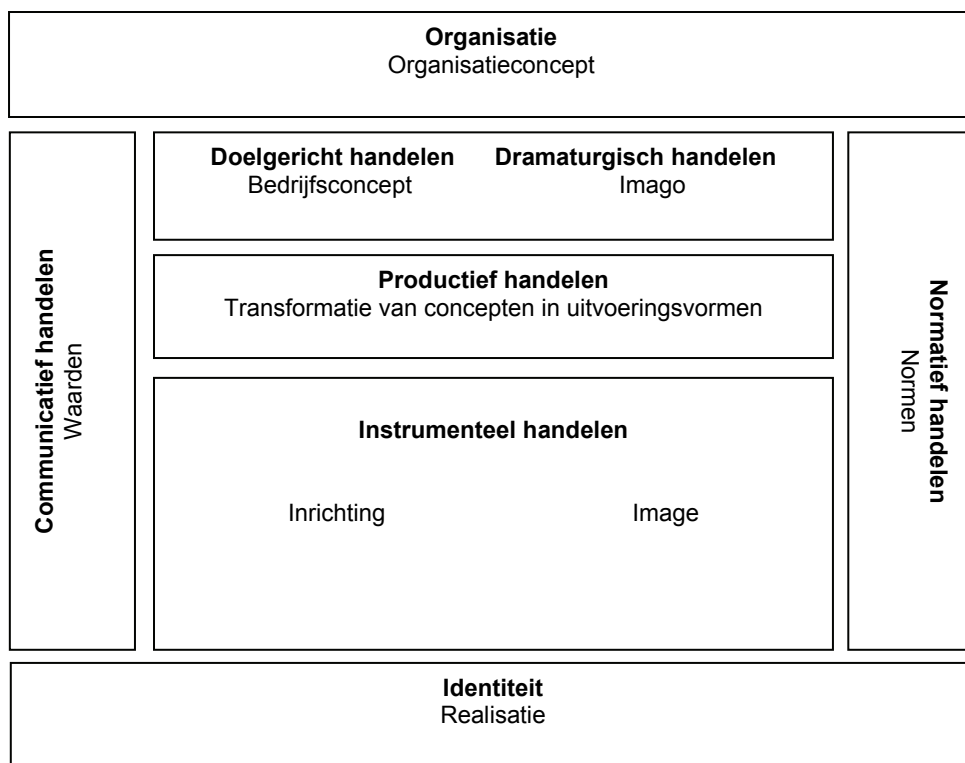 Organisatie
Organisatieconcept
Communicatief handelen
Waarden
Doelgericht handelen Dramaturgisch handelen
Bedrijfsconcept Imago
Productief handelen
Transformatie van concepten in uitvoeringsvormen
Instrumenteel handelen
Inrichting Image
Normatief handelen
Normen
Identiteit
Realisatie